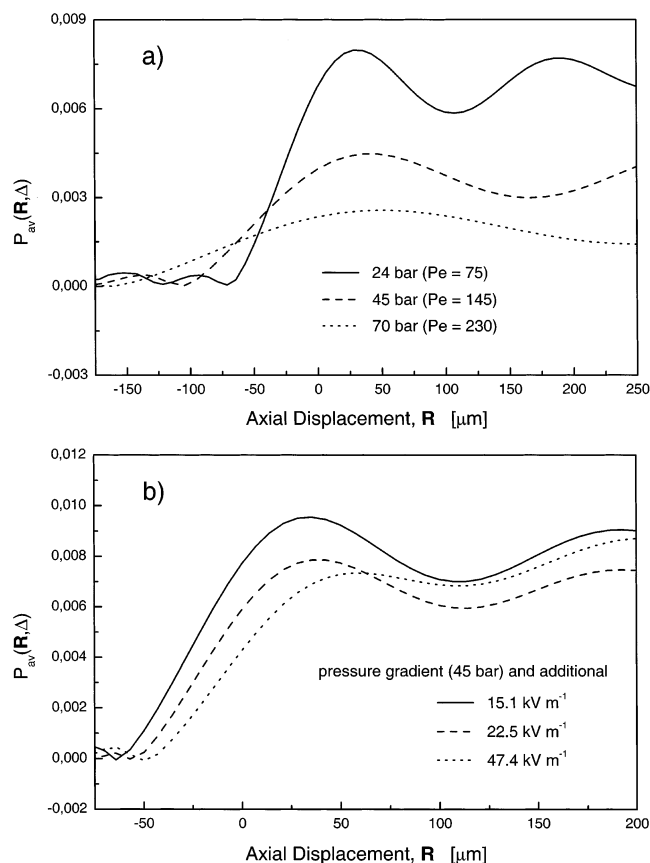 0,009
a)
0,006
0,003
0,000
-0,003
P_av(R,Δ)
24 bar (Pe = 75)
45 bar (Pe = 145)
70 bar (Pe = 230)
-150 -100 -50 0 50 100 150 200 250
Axial Displacement, R [μm]
0,012
b)
0,010
0,008
0,006
0,004
0,002
0,000
-0,002
P_av(R,Δ)
pressure gradient (45 bar) and additional
15.1 kV m⁻¹
22.5 kV m⁻¹
47.4 kV m⁻¹
-50 0 50 100 150 200
Axial Displacement, R [μm]